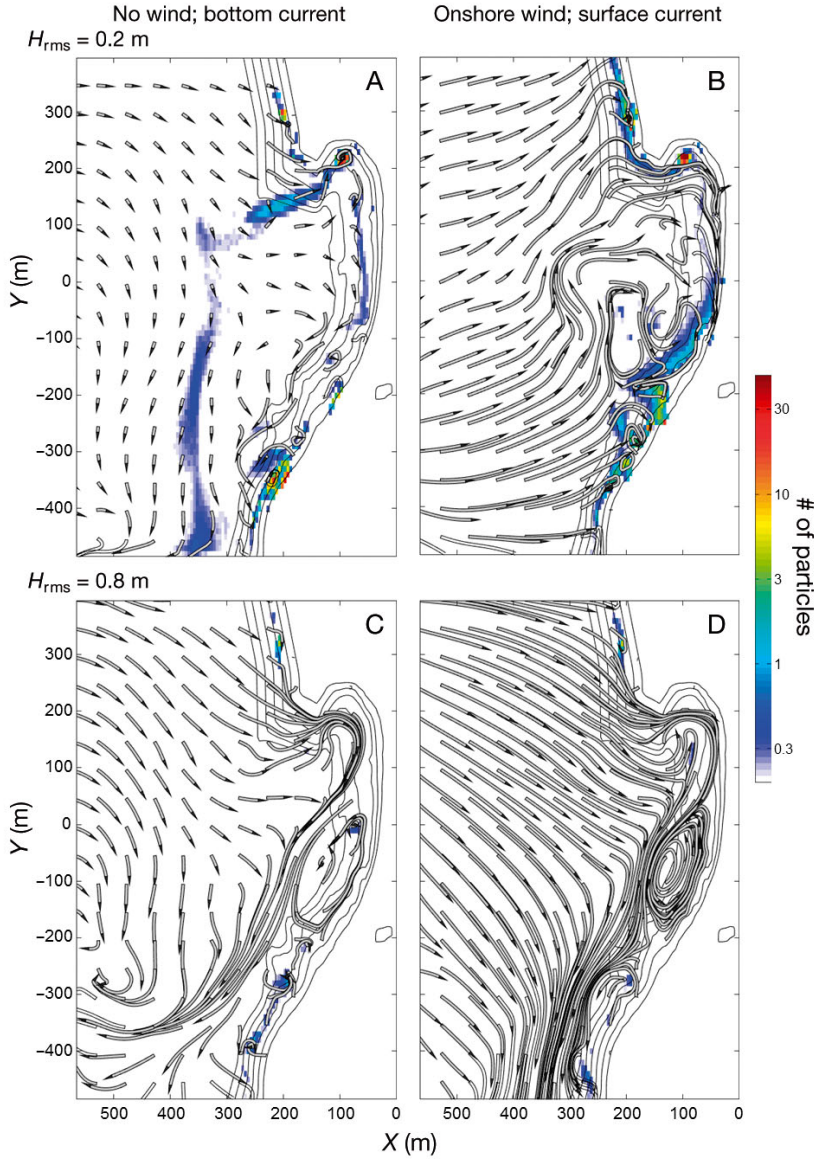 No wind; bottom current
Onshore wind; surface current
Hrms = 0.2 m
A
B
300
200
100
0
−100
−200
−300
−400
Y (m)
Hrms = 0.8 m
C
D
300
200
100
0
−100
−200
−300
−400
Y (m)
500 400 300 200 100 0
500 400 300 200 100 0
X (m)
30
10
3
1
0.3
# of particles